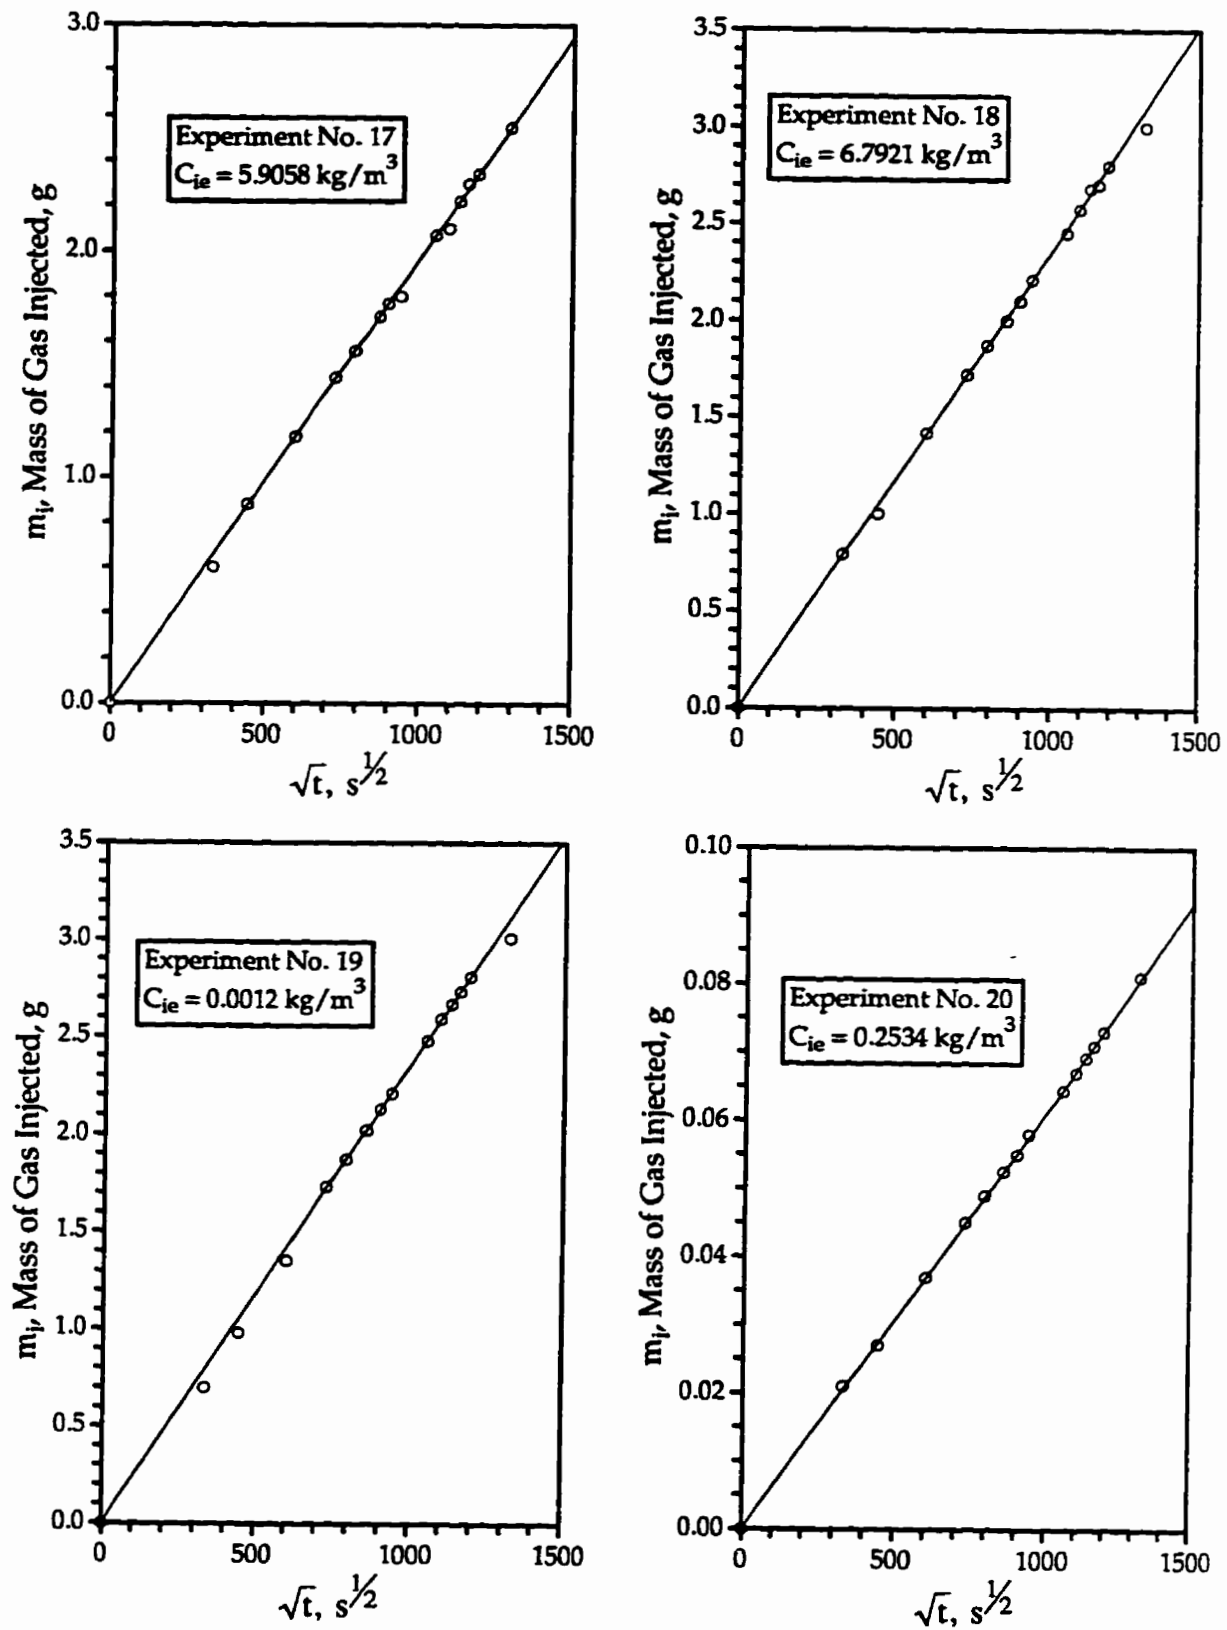 3.0
2.0
1.0
0.0
0
500
1000
1500
Experiment No. 17
C_ie = 5.9058 kg/m³
m_i, Mass of Gas Injected, g
√t, s^1/2
3.5
3.0
2.5
2.0
1.5
1.0
0.5
0.0
0
500
1000
1500
Experiment No. 18
C_ie = 6.7921 kg/m³
m_i, Mass of Gas Injected, g
√t, s^1/2
3.5
3.0
2.5
2.0
1.5
1.0
0.5
0.0
0
500
1000
1500
Experiment No. 19
C_ie = 0.0012 kg/m³
m_i, Mass of Gas Injected, g
√t, s^1/2
0.10
0.08
0.06
0.04
0.02
0.00
0
500
1000
1500
Experiment No. 20
C_ie = 0.2534 kg/m³
m_i, Mass of Gas Injected, g
√t, s^1/2